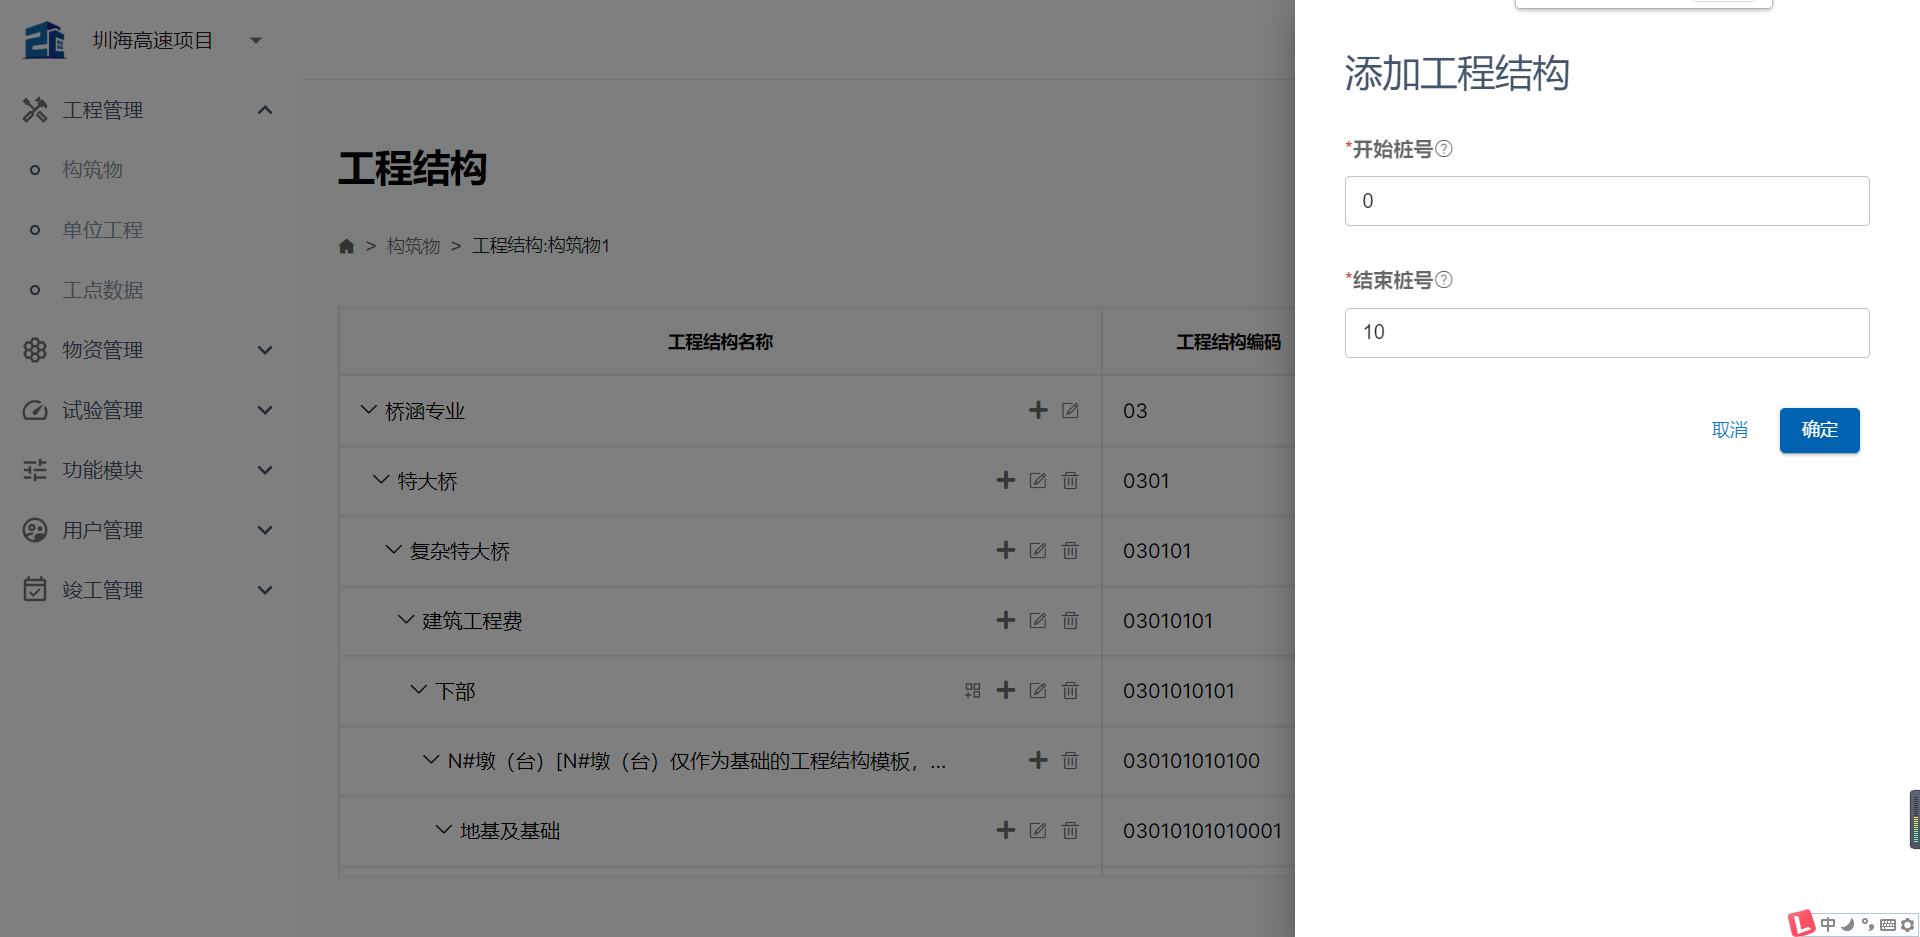 圳海高速项目
工程管理
构筑物
单位工程
工点数据
物资管理
试验管理
功能模块
用户管理
竣工管理
工程结构
> 构筑物 > 工程结构:构筑物1
工程结构名称 工程结构编码
桥涵专业 03
特大桥 0301
复杂特大桥 030101
建筑工程费 03010101
下部 0301010101
N#墩（台）[N#墩（台）仅作为基础的工程结构模板，... 030101010100
地基及基础 03010101010001
添加工程结构
*开始桩号?
0
*结束桩号?
10
取消 确定
中